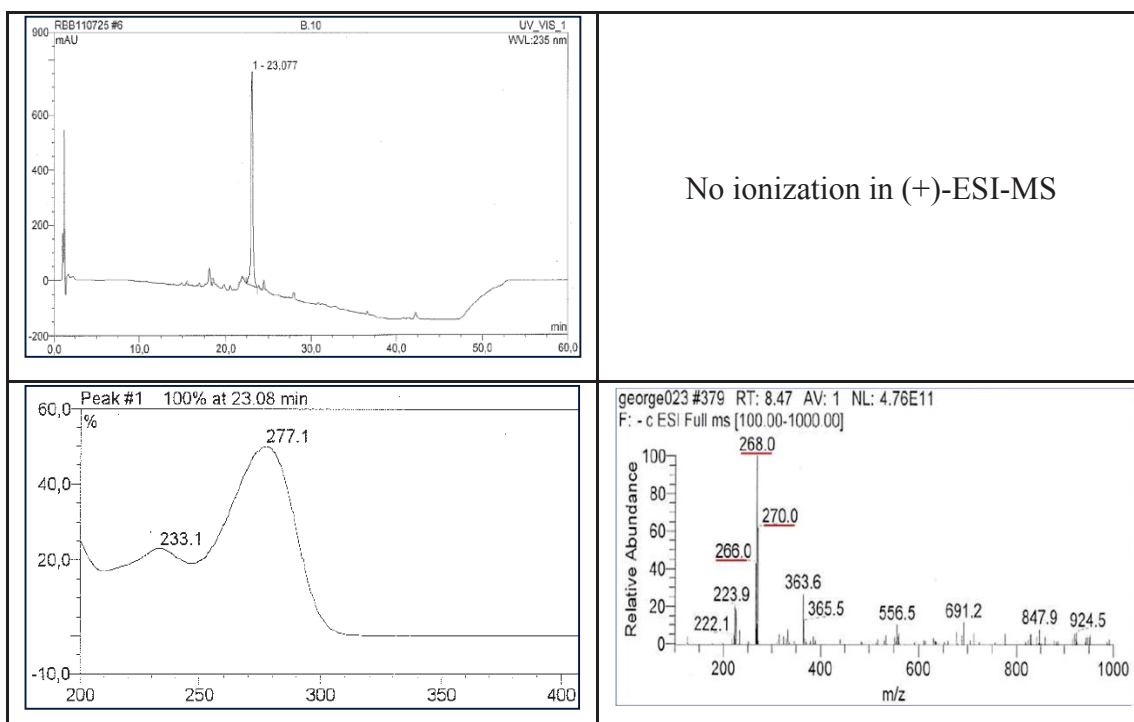 RBB110725 #6 B.10 UV_VIS_1
mAU WVL:235 nm
900
600
400
200
0
-200
1 - 23,077
min
0,0 10,0 20,0 30,0 40,0 50,0 60,0
No ionization in (+)-ESI-MS
Peak #1 100% at 23.08 min
%
60,0
40,0
20,0
-10,0
277.1
233.1
200 250 300 350 400
george023 #379 RT: 8.47 AV: 1 NL: 4.76E11
F: - c ESI Full ms [100.00-1000.00]
Relative Abundance
100
80
60
40
20
0
268.0
270.0
266.0
223.9
222.1
363.6
365.5
556.5
691.2
847.9
924.5
200 400 600 800 1000
m/z